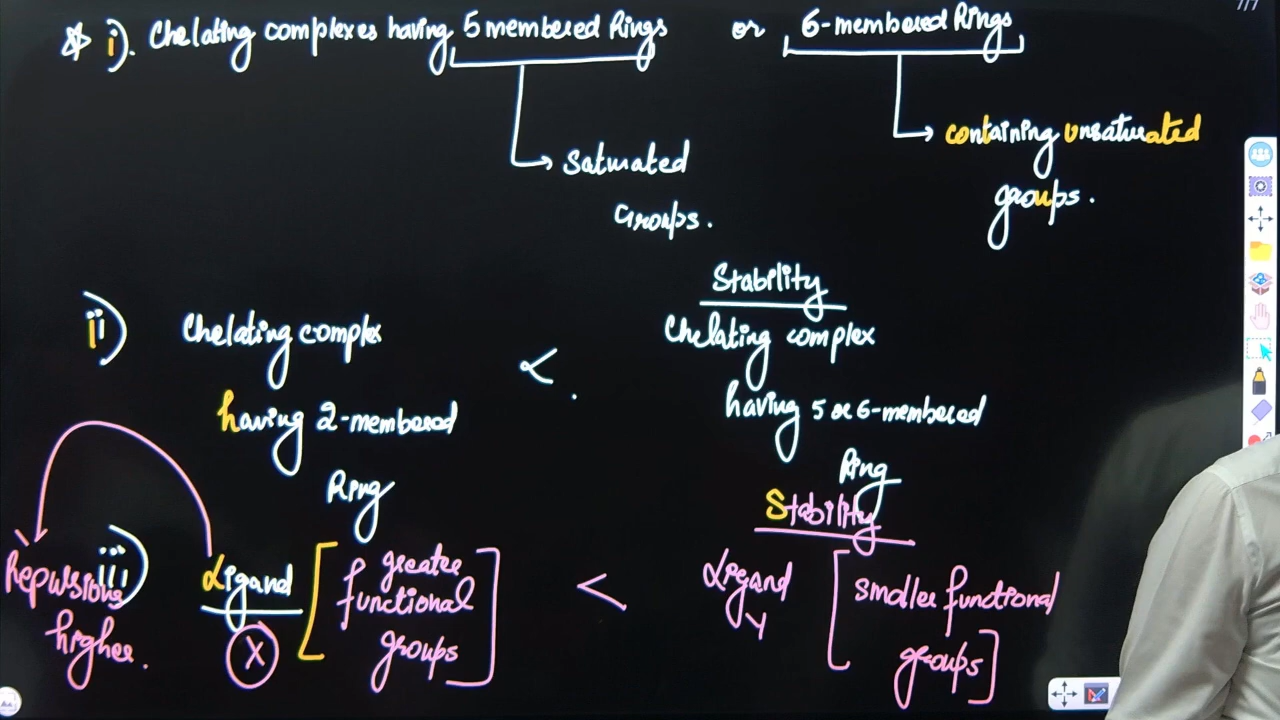 i). Chelating complexes having 5 membered Rings or 6-membered Rings
containing unsaturated
groups.
Saturated
Groups.
Stability
ii) Chelating complex < Chelating complex
having 2-membered having 5 or 6-membered
Ring Ring
Stability
iii) Ligand X [greater functional groups] < Ligand Y [smaller functional groups]
Repulsions
higher.